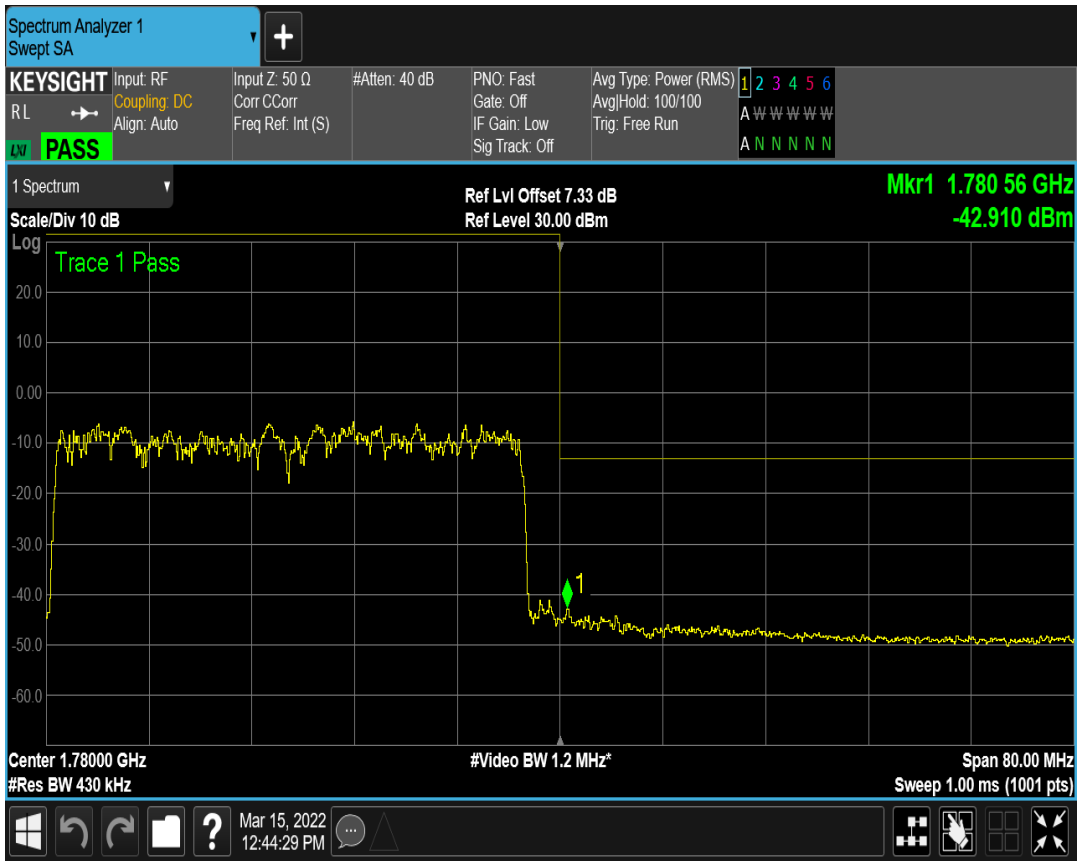 Spectrum Analyzer 1
Swept SA
+
KEYSIGHT
RL
LXI PASS
Input: RF
Coupling: DC
Align: Auto
Input Z: 50 Ω
Corr CCorr
Freq Ref: Int (S)
#Atten: 40 dB
PNO: Fast
Gate: Off
IF Gain: Low
Sig Track: Off
Avg Type: Power (RMS)
Avg|Hold: 100/100
Trig: Free Run
1 2 3 4 5 6
A W W W W W
A N N N N N
1 Spectrum
Scale/Div 10 dB
Ref Lvl Offset 7.33 dB
Ref Level 30.00 dBm
Mkr1 1.780 56 GHz
-42.910 dBm
Log
Trace 1 Pass
20.0
10.0
0.00
-10.0
-20.0
-30.0
-40.0
-50.0
-60.0
1
Center 1.78000 GHz
#Res BW 430 kHz
#Video BW 1.2 MHz*
Span 80.00 MHz
Sweep 1.00 ms (1001 pts)
?
Mar 15, 2022
12:44:29 PM